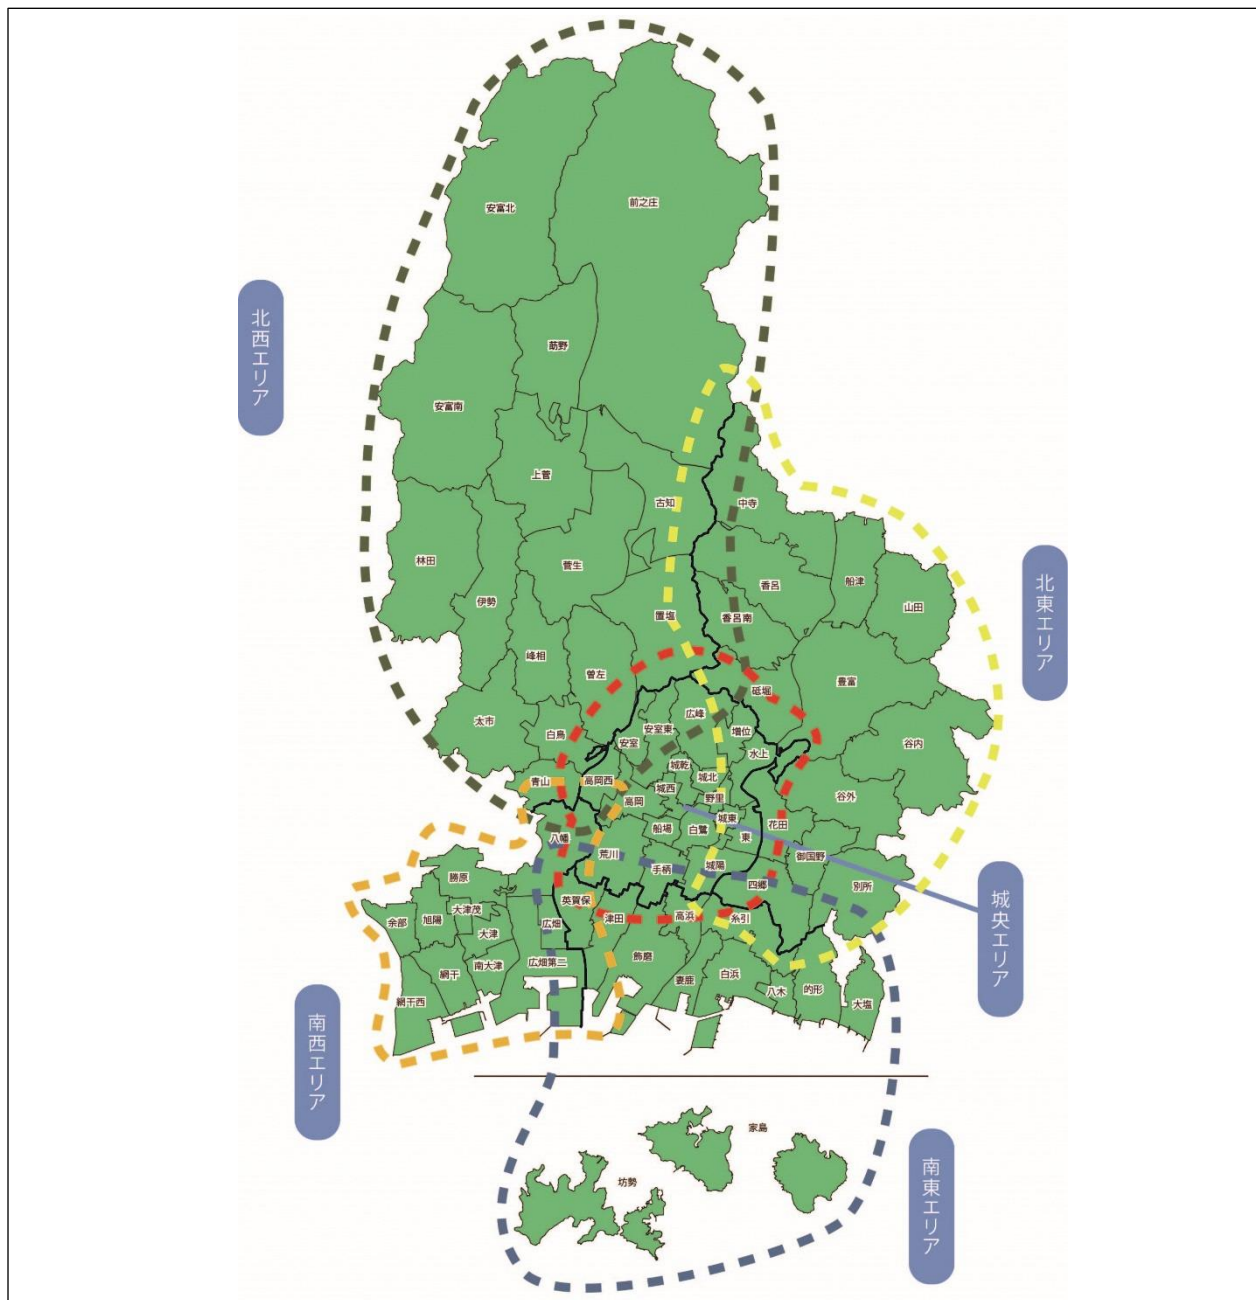 安富北
前之庄
北西エリア
莇野
安富南
上菅
古知
中寺
林田
菅生
香呂
船津
山田
北東エリア
伊勢
置塩
香呂南
峰相
曽左
砥堀
豊富
太市
白鳥
安室
安室東
広峰
増位
水上
谷内
青山
高岡西
城乾
城北
谷外
高岡
城西
野里
船場
白鷺
城東
東
花田
八幡
荒川
手柄
城陽
御国野
四郷
別所
城央エリア
勝原
英賀保
余部
旭陽
大津茂
大津
広畑
津田
高浜
糸引
網干
南大津
広畑第二
飾磨
妻鹿
白浜
八木
的形
大塩
網干西
南西エリア
家島
坊勢
南東エリア